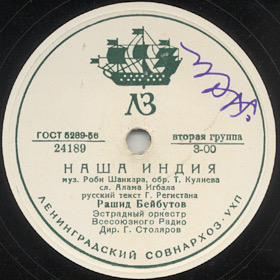 ЛЗ
ГОСТ 5289-56
вторая группа
24189
3-00
НАША ИНДИЯ
муз. Роби Шанкара, обр. Т. Кулиева
сл. Алама Игбала
русский текст Г. Регистана
Рашид Бейбутов
Эстрадный оркестр
Всесоюзного Радио
Дир. Г. Столяров
ЛЕНИНГРАДСКИЙ СОВНАРХОЗ·УХП